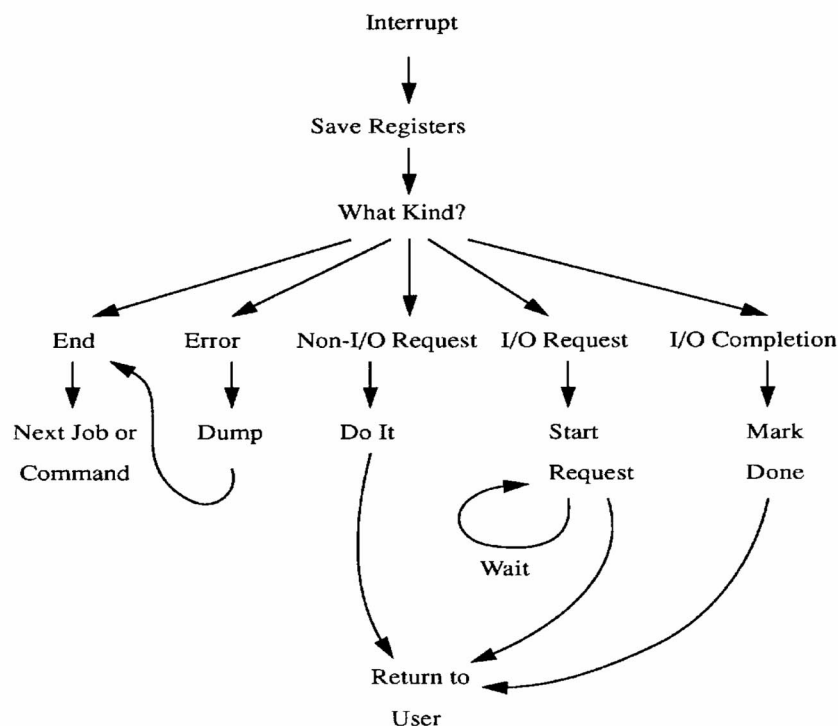 Interrupt
Save Registers
What Kind?
End
Error
Non-I/O Request
I/O Request
I/O Completion
Next Job or
Command
Dump
Do It
Start
Request
Mark
Done
Wait
Return to
User